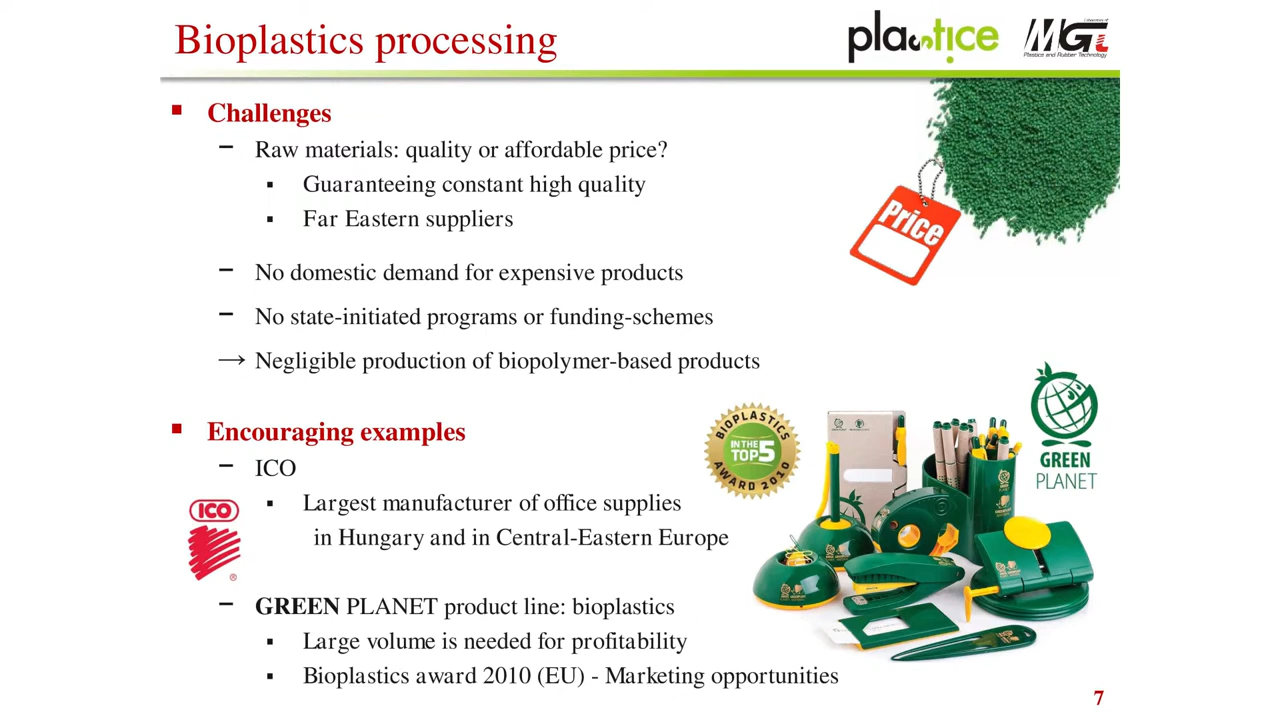 Bioplastics processing
plastice
Laboratory of
MGT
Plastics and Rubber Technology
▪ Challenges
− Raw materials: quality or affordable price?
▪ Guaranteeing constant high quality
▪ Far Eastern suppliers
Price
− No domestic demand for expensive products
− No state-initiated programs or funding-schemes
→ Negligible production of biopolymer-based products
▪ Encouraging examples
− ICO
▪ Largest manufacturer of office supplies
in Hungary and in Central-Eastern Europe
ICO
®
BIOPLASTICS
IN THE
TOP5
AWARD 2010
GREEN
PLANET
− GREEN PLANET product line: bioplastics
▪ Large volume is needed for profitability
▪ Bioplastics award 2010 (EU) - Marketing opportunities
7